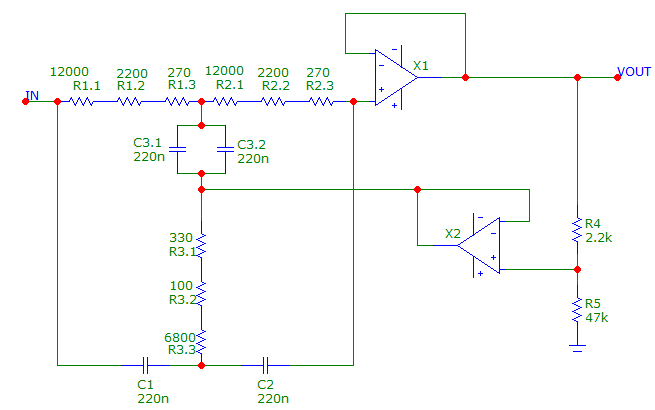 IN
12000
R1.1
2200
R1.2
270
R1.3
12000
R2.1
2200
R2.2
270
R2.3
X1
VOUT
C3.1
220n
C3.2
220n
330
R3.1
100
R3.2
6800
R3.3
X2
R4
2.2k
R5
47k
C1
220n
C2
220n